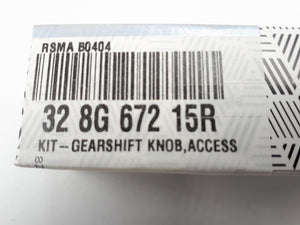 RSMA B0404
32 8G 672 15R
KIT-GEARSHIFT KNOB,ACCESS